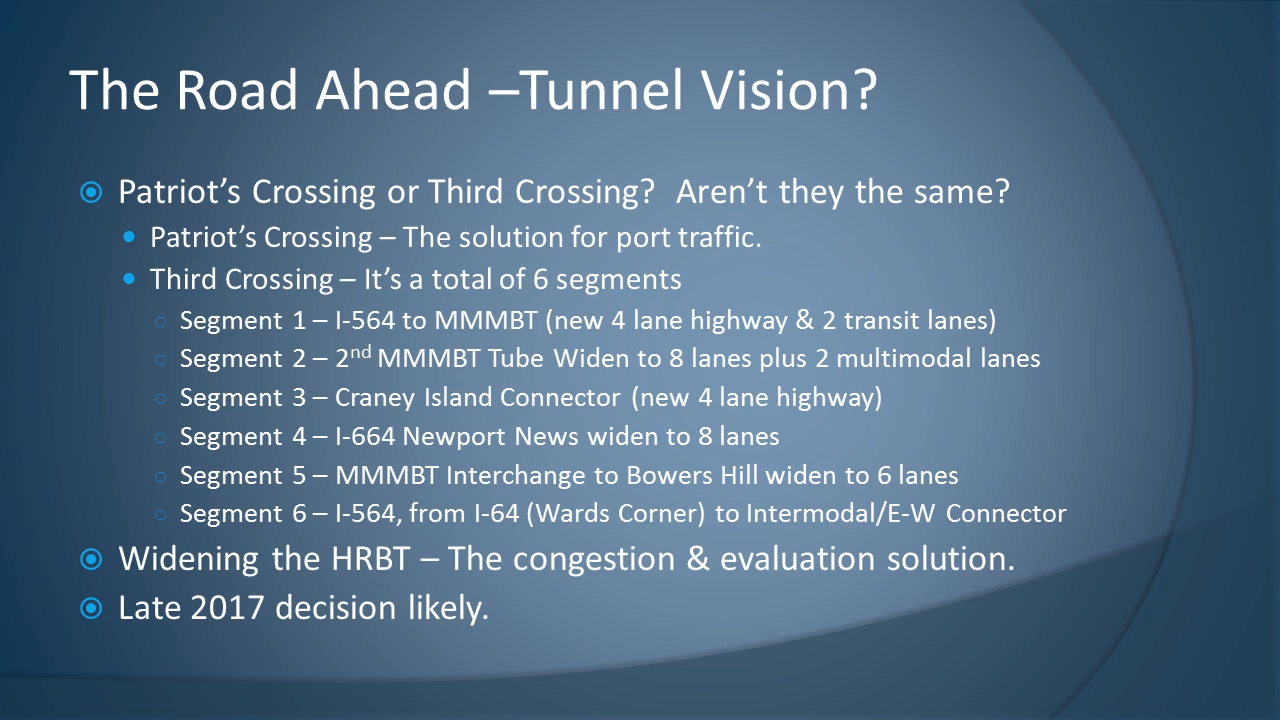 The Road Ahead –Tunnel Vision?
Patriot’s Crossing or Third Crossing?  Aren’t they the same?
Patriot’s Crossing – The solution for port traffic.
Third Crossing – It’s a total of 6 segments
Segment 1 – I-564 to MMMBT (new 4 lane highway & 2 transit lanes)
Segment 2 – 2nd MMMBT Tube Widen to 8 lanes plus 2 multimodal lanes
Segment 3 – Craney Island Connector (new 4 lane highway)
Segment 4 – I-664 Newport News widen to 8 lanes
Segment 5 – MMMBT Interchange to Bowers Hill widen to 6 lanes
Segment 6 – I-564, from I-64 (Wards Corner) to Intermodal/E-W Connector
Widening the HRBT – The congestion & evaluation solution.
Late 2017 decision likely.